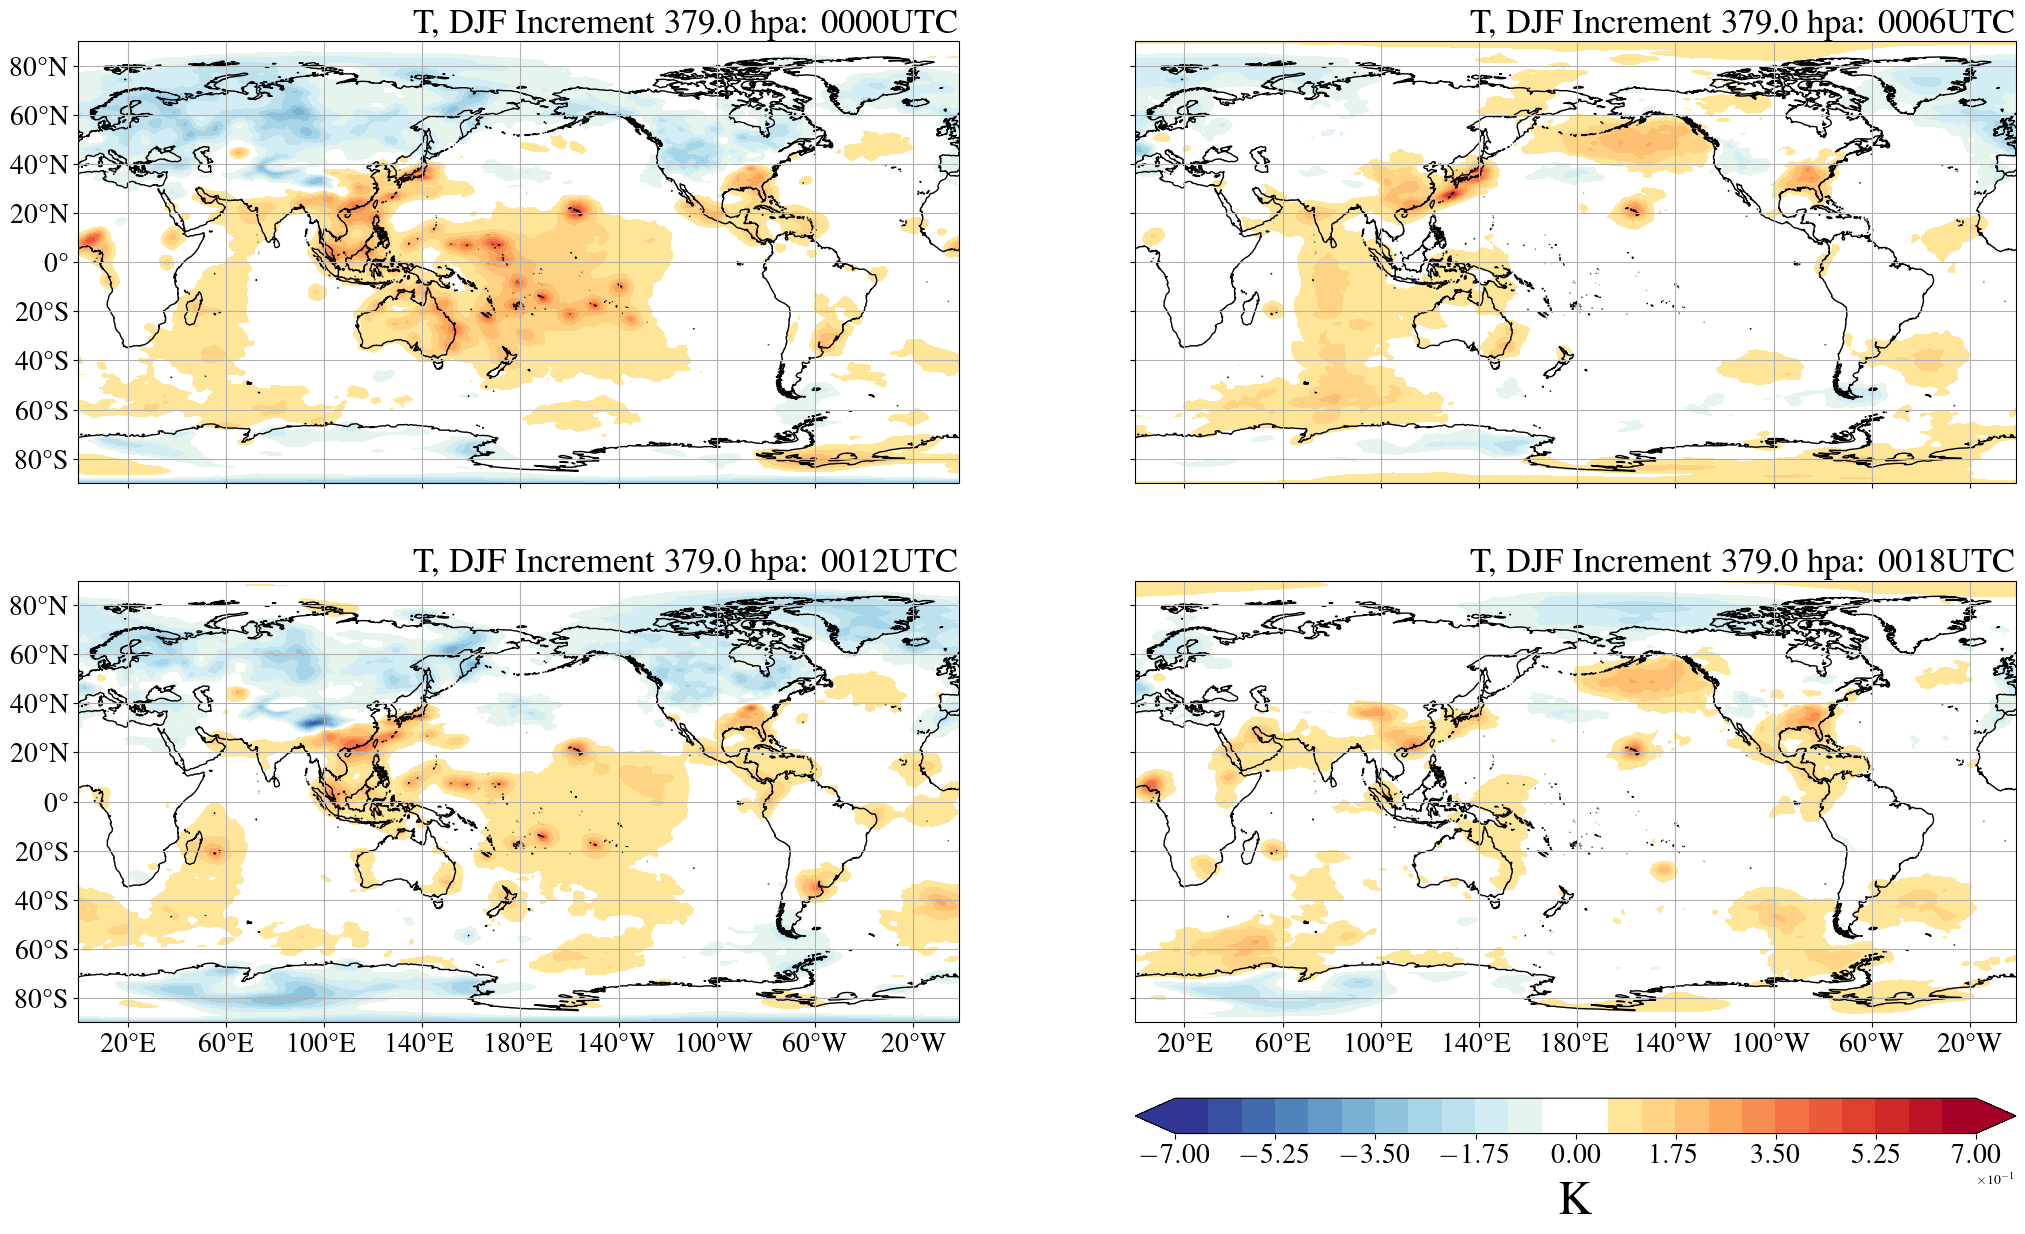 T, DJF Increment 379.0 hpa: 0000UTC
T, DJF Increment 379.0 hpa: 0006UTC
80°N
60°N
40°N
20°N
0°
20°S
40°S
60°S
80°S
T, DJF Increment 379.0 hpa: 0012UTC
T, DJF Increment 379.0 hpa: 0018UTC
80°N
60°N
40°N
20°N
0°
20°S
40°S
60°S
80°S
20°E 60°E 100°E 140°E 180°E 140°W 100°W 60°W 20°W
20°E 60°E 100°E 140°E 180°E 140°W 100°W 60°W 20°W
−7.00 −5.25 −3.50 −1.75 0.00 1.75 3.50 5.25 7.00
×10⁻¹
K